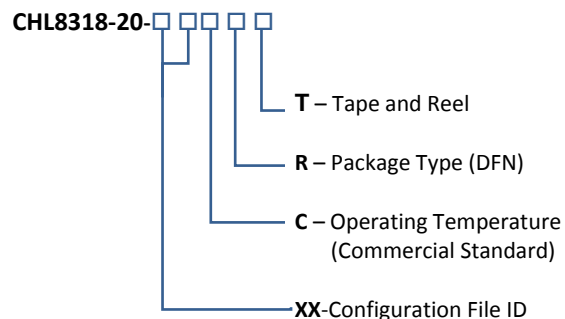 CHL8318-20-
T – Tape and Reel
R – Package Type (DFN)
C – Operating Temperature
(Commercial Standard)
XX-Configuration File ID